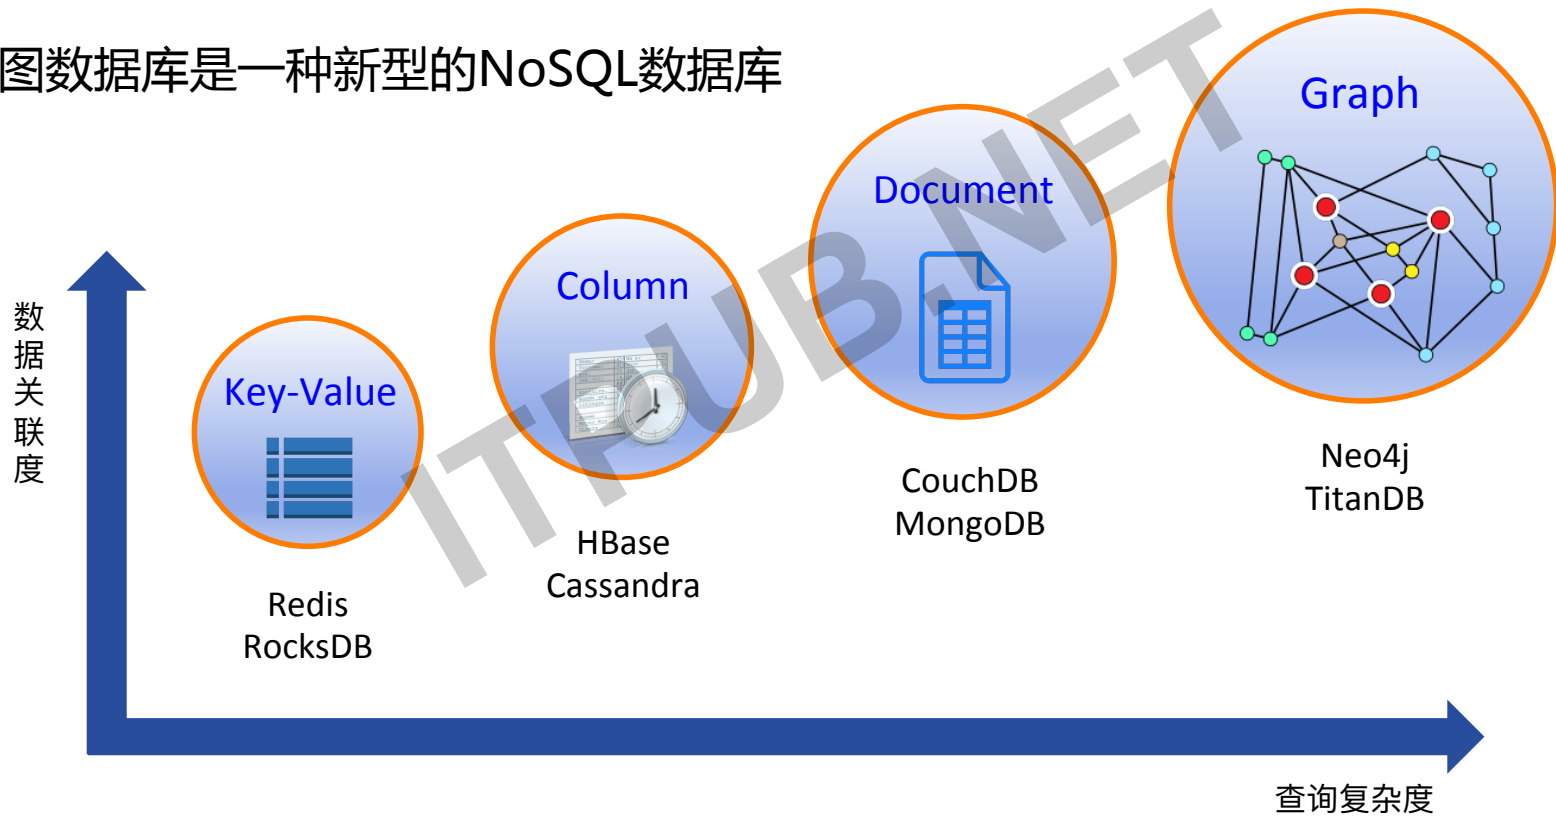 图数据库是一种新型的NoSQL数据库
Graph
Document
Column
Key-Value
数据关联度
Neo4j
TitanDB
CouchDB
MongoDB
HBase
Cassandra
Redis
RocksDB
查询复杂度
ITPUB.NET